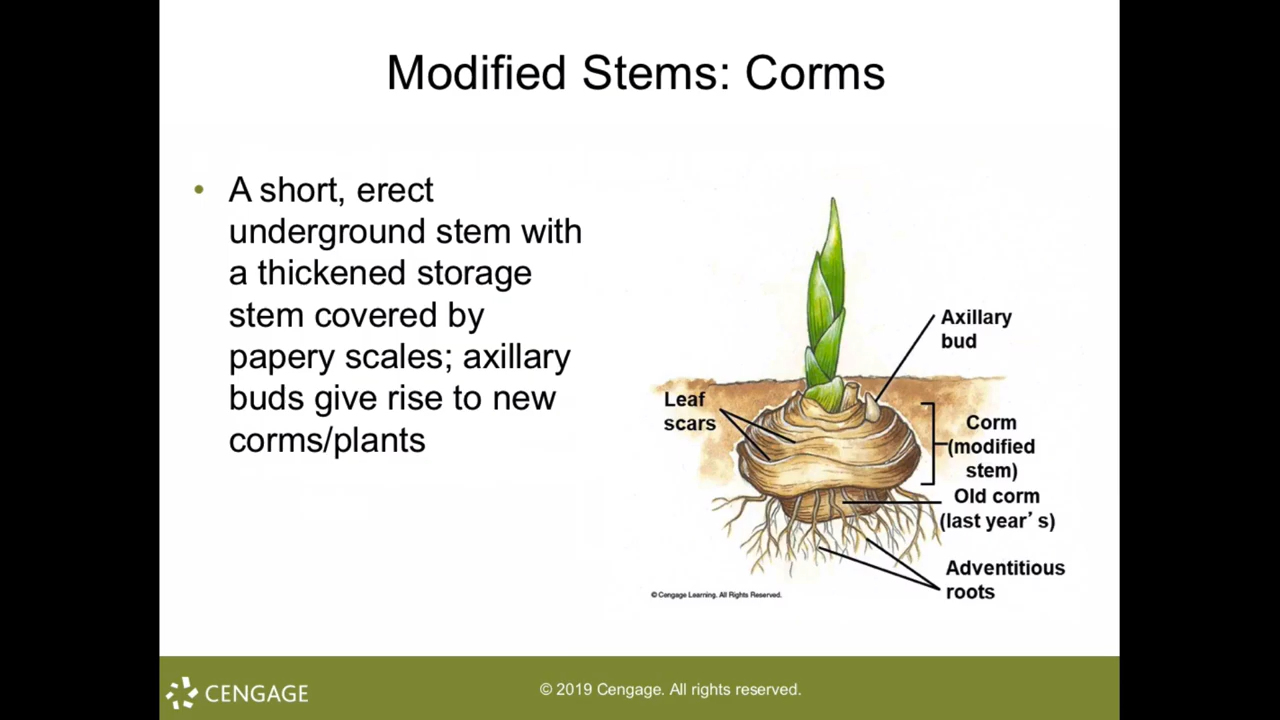 Modified Stems: Corms
• A short, erect
underground stem with
a thickened storage
stem covered by
papery scales; axillary
buds give rise to new
corms/plants
Axillary
bud
Leaf
scars
Corm
(modified
stem)
Old corm
(last year's)
Adventitious
roots
© Cengage Learning. All Rights Reserved.
CENGAGE
© 2019 Cengage. All rights reserved.